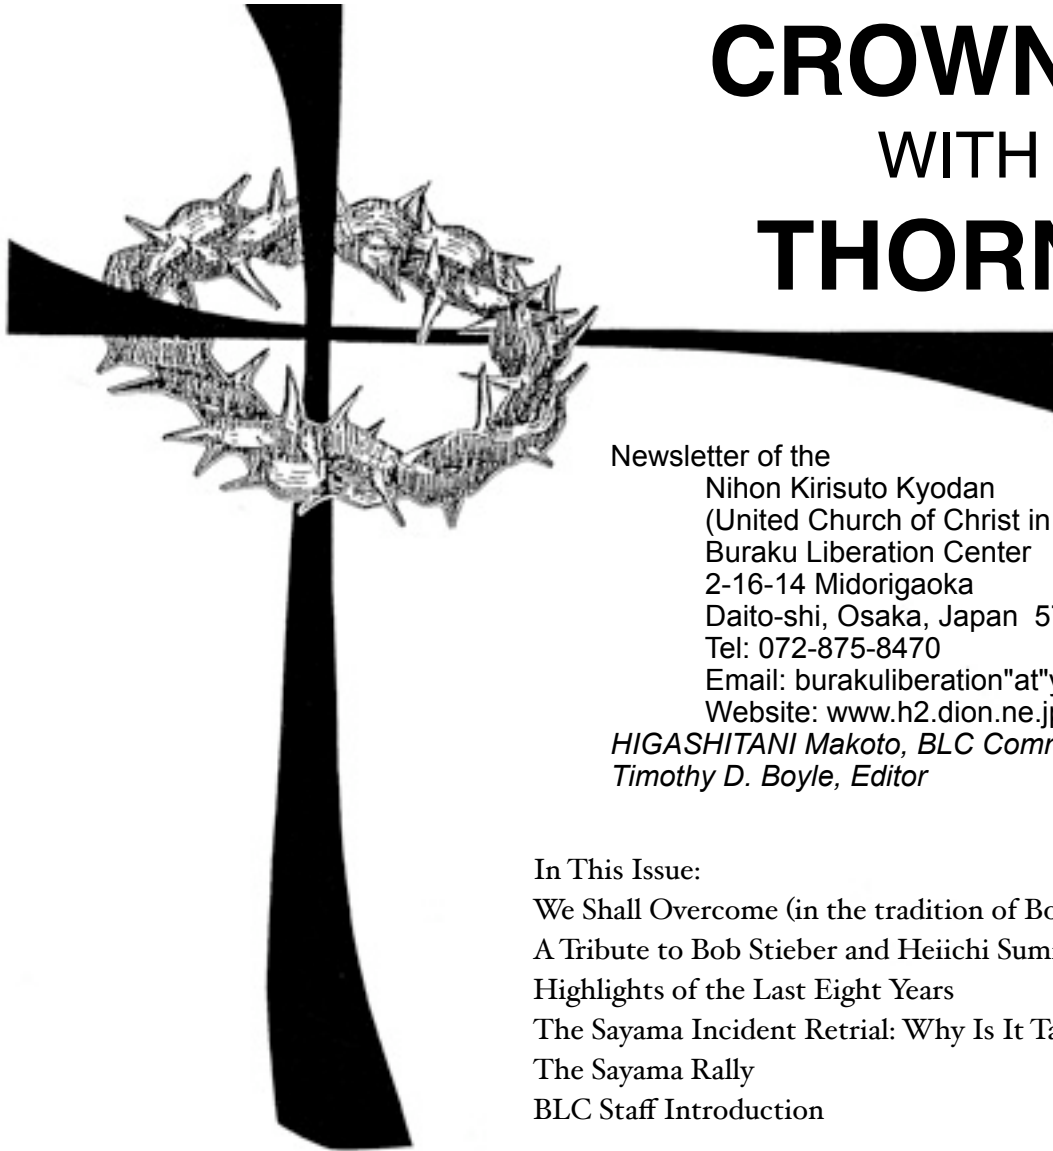 CROWN
WITH
THORN
Newsletter of the
Nihon Kirisuto Kyodan
(United Church of Christ in
Buraku Liberation Center
2-16-14 Midorigaoka
Daito-shi, Osaka, Japan 57
Tel: 072-875-8470
Email: burakuliberation"at"y
Website: www.h2.dion.ne.jp
HIGASHITANI Makoto, BLC
Timothy D. Boyle, Editor
In This Issue:
We Shall Overcome (in the tradition of
A Tribute to Bob Stieber and Heiichi
Highlights of the Last Eight Years
The Sayama Incident Retrial: Why Is It
The Sayama Rally
BLC Staff Introduction